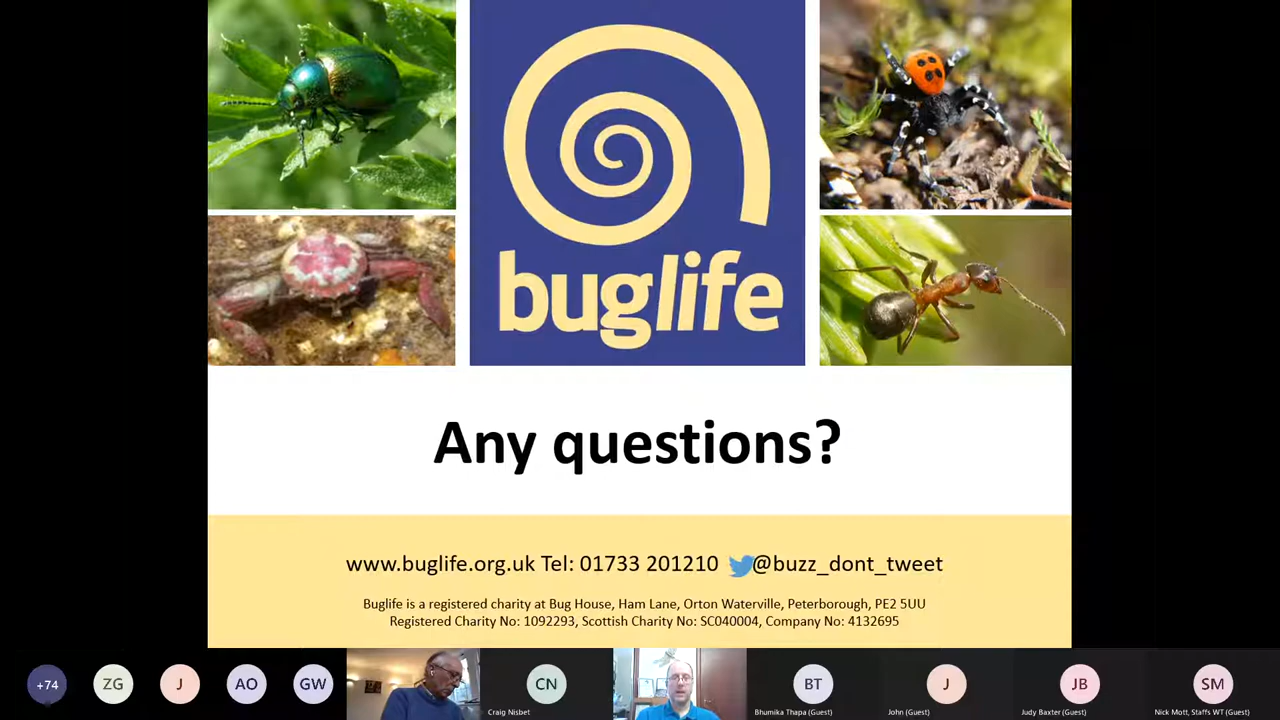 buglife
Any questions?
www.buglife.org.uk Tel: 01733 201210 @buzz_dont_tweet
Buglife is a registered charity at Bug House, Ham Lane, Orton Waterville, Peterborough, PE2 5UU
Registered Charity No: 1092293, Scottish Charity No: SC040004, Company No: 4132695
+74
ZG
J
AO
GW
CN
Craig Nisbet
BT
Bhumika Thapa (Guest)
J
John (Guest)
JB
Judy Baxter (Guest)
SM
Nick Mott, Staffs WT (Guest)